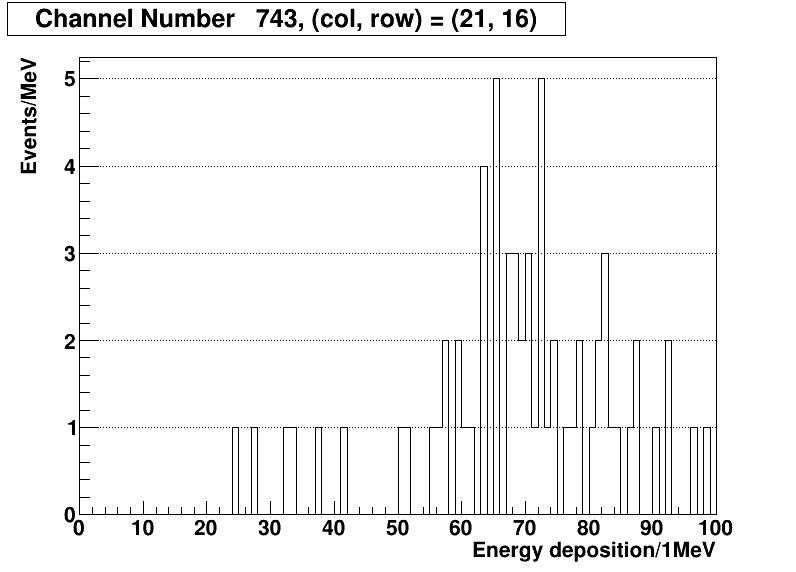 Channel Number 743, (col, row) = (21, 16)
Events/MeV
5
4
3
2
1
0
0 10 20 30 40 50 60 70 80 90 100
Energy deposition/1MeV